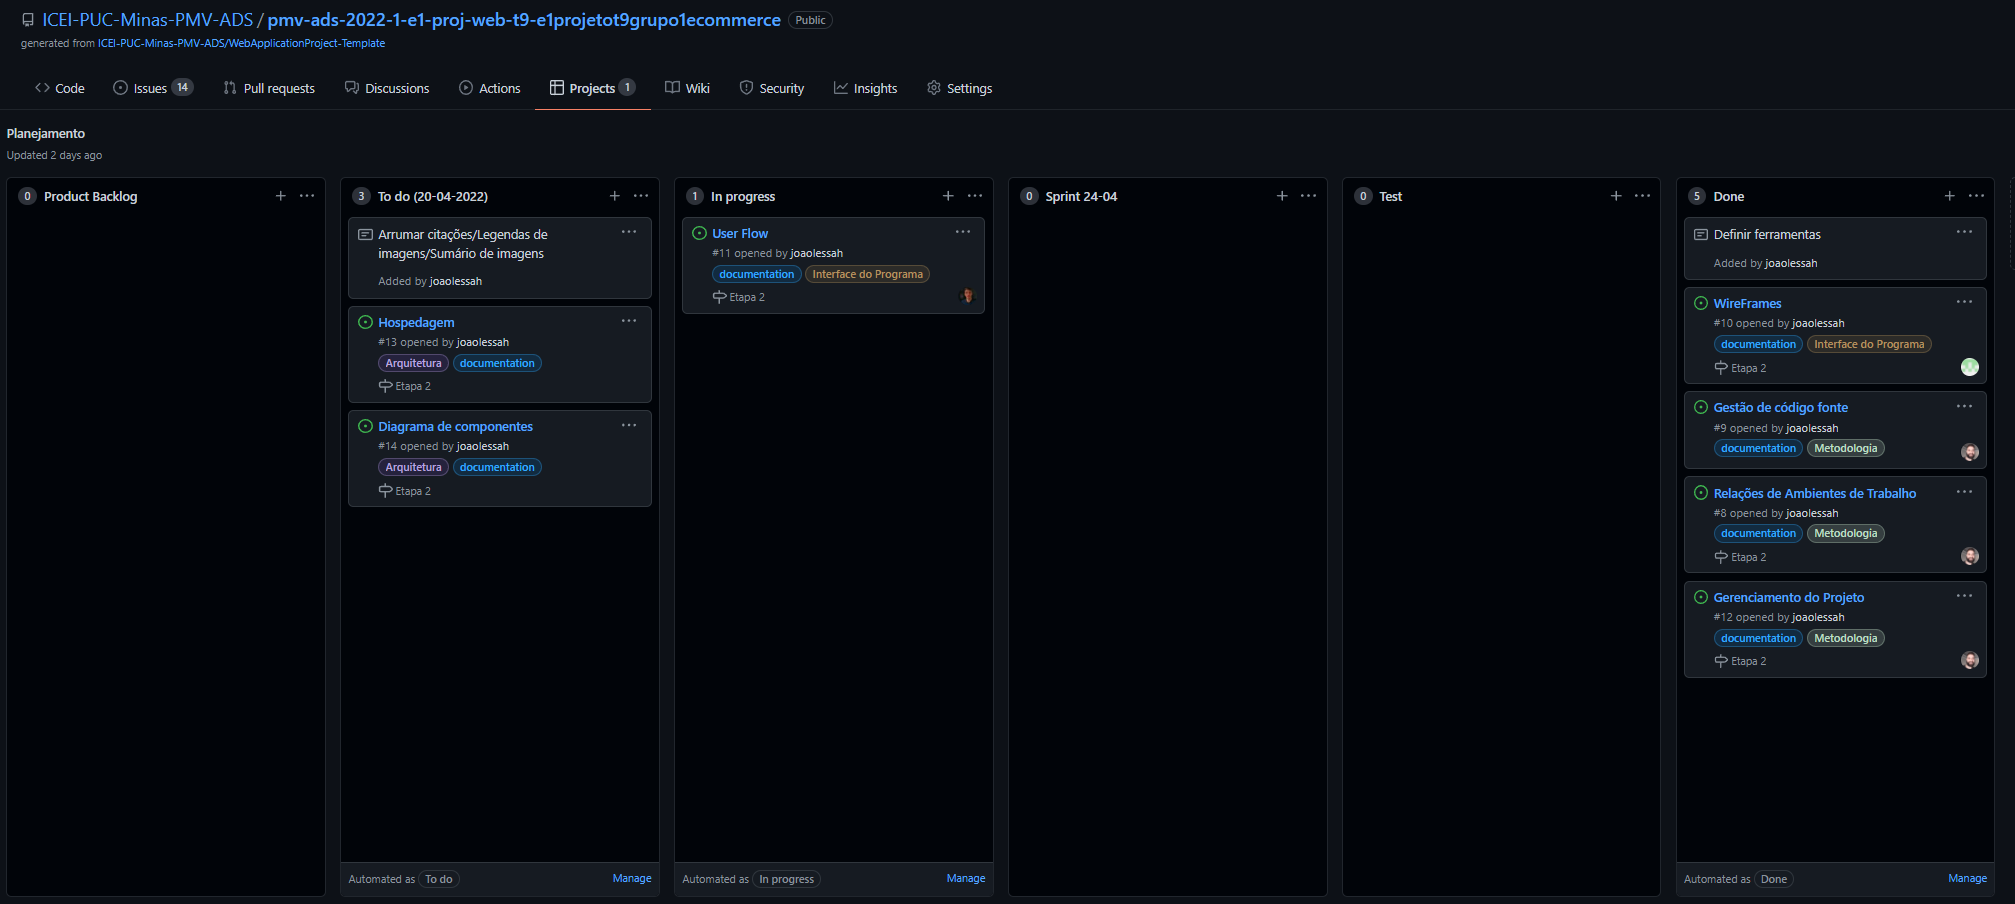 ICEI-PUC-Minas-PMV-ADS / pmv-ads-2022-1-e1-proj-web-t9-e1projetot9grupo1ecommerce Public
generated from ICEI-PUC-Minas-PMV-ADS/WebApplicationProject-Template
Code Issues 14 Pull requests Discussions Actions Projects 1 Wiki Security Insights Settings
Planejamento
Updated 2 days ago
0 Product Backlog
3 To do (20-04-2022)
Arrumar citações/Legendas de
imagens/Sumário de imagens
Added by joaolessah
Hospedagem
#13 opened by joaolessah
Arquitetura documentation
Etapa 2
Diagrama de componentes
#14 opened by joaolessah
Arquitetura documentation
Etapa 2
Automated as To do Manage
1 In progress
User Flow
#11 opened by joaolessah
documentation Interface do Programa
Etapa 2
Automated as In progress Manage
0 Sprint 24-04
0 Test
5 Done
Definir ferramentas
Added by joaolessah
WireFrames
#10 opened by joaolessah
documentation Interface do Programa
Etapa 2
Gestão de código fonte
#9 opened by joaolessah
documentation Metodologia
Relações de Ambientes de Trabalho
#8 opened by joaolessah
documentation Metodologia
Etapa 2
Gerenciamento do Projeto
#12 opened by joaolessah
documentation Metodologia
Etapa 2
Automated as Done Manage